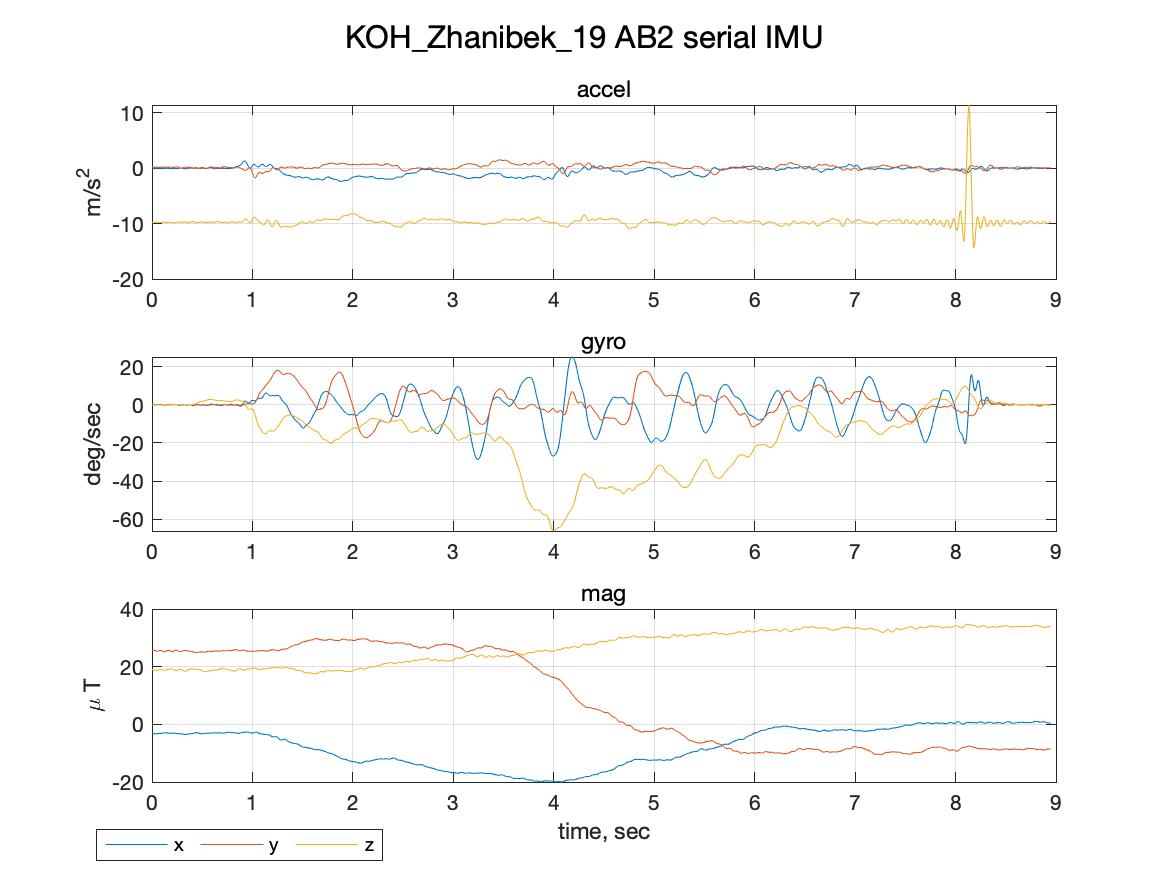 KOH_Zhanibek_19 AB2 serial IMU
accel
10
0
-10
-20
m/s²
0 1 2 3 4 5 6 7 8 9
gyro
20
0
-20
-40
-60
deg/sec
0 1 2 3 4 5 6 7 8 9
mag
40
20
0
-20
μ T
0 1 2 3 4 5 6 7 8 9
time, sec
x y z